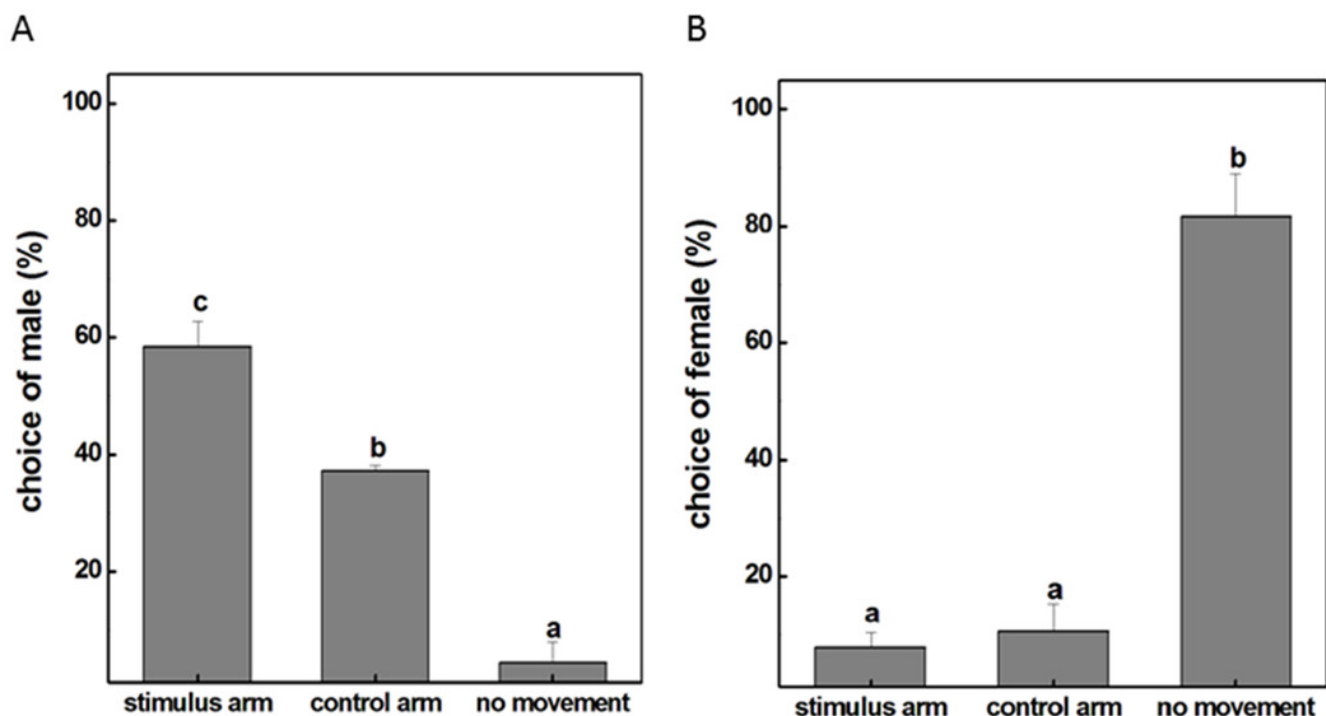 A
choice of male (%)
100
80
60
40
20
c
b
a
stimulus arm
control arm
no movement
B
choice of female (%)
100
80
60
40
20
a
a
b
stimulus arm
control arm
no movement